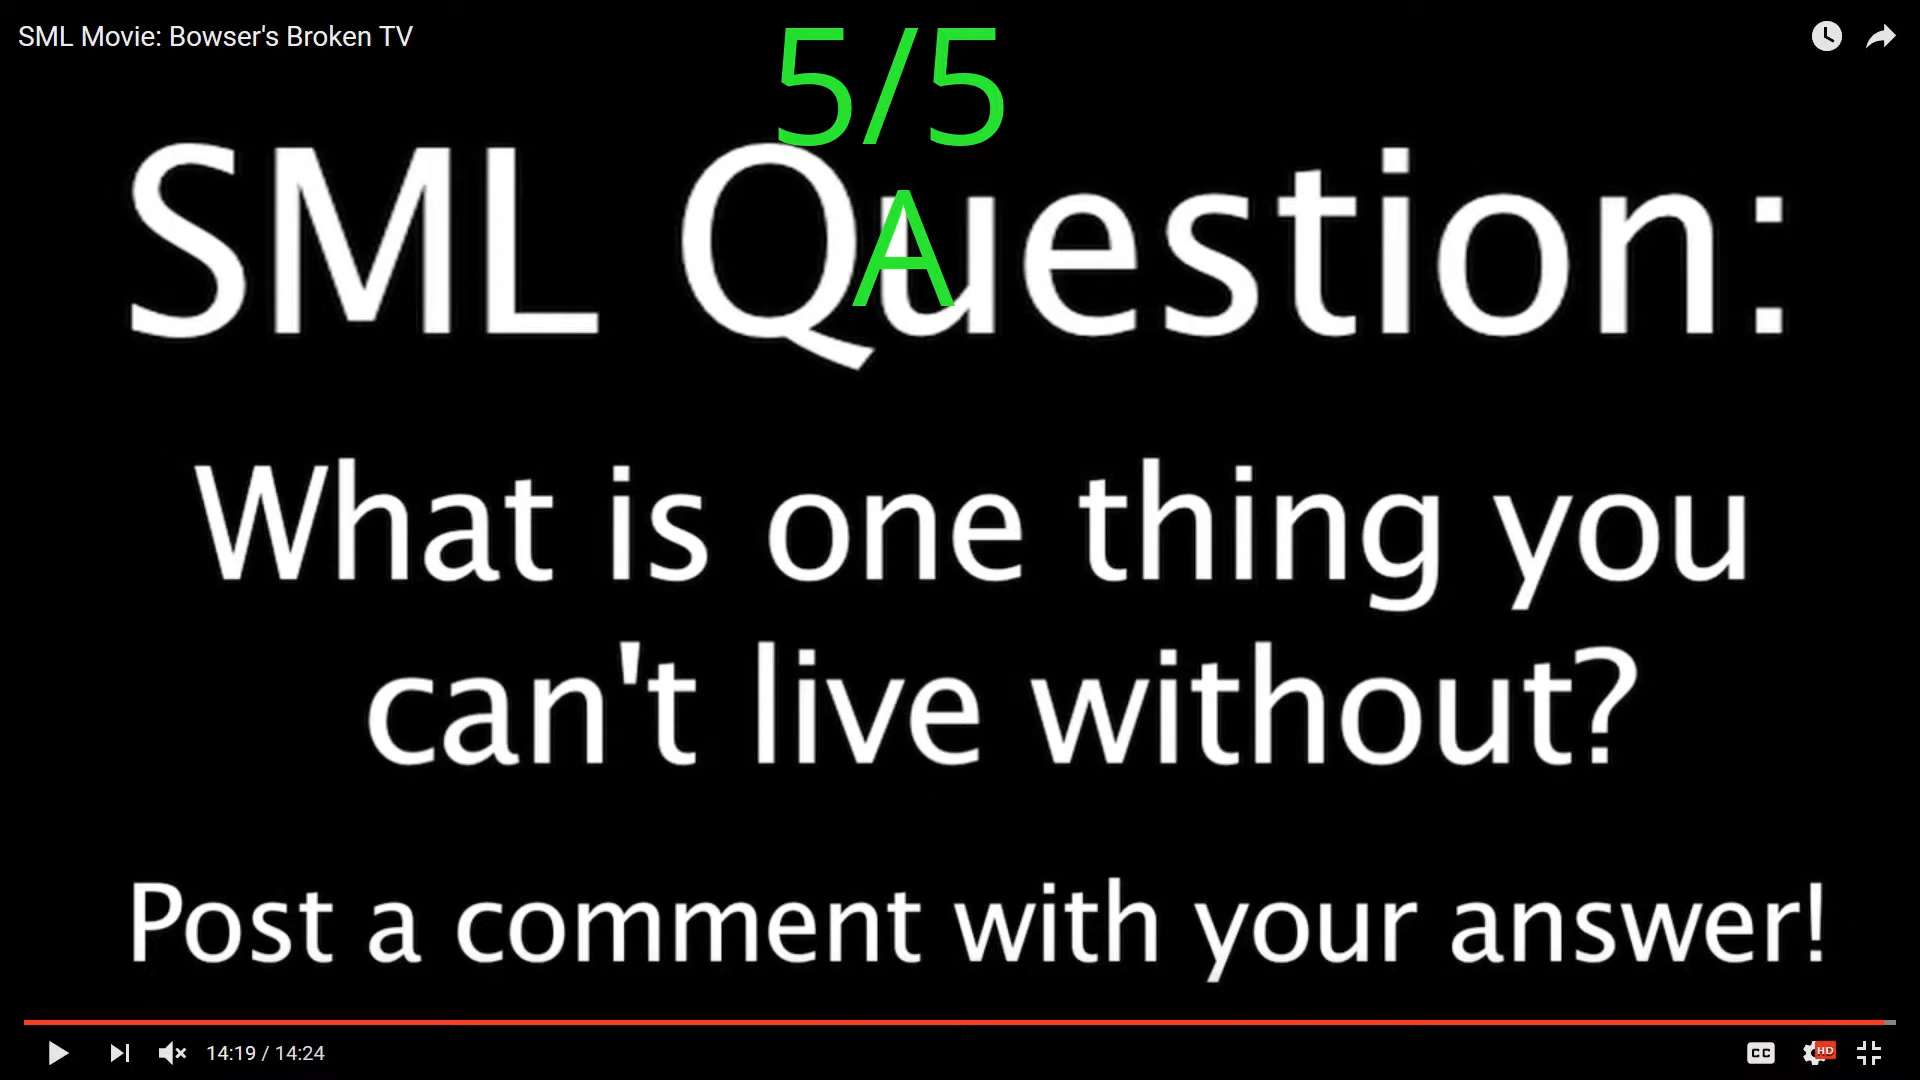 SML Movie: Bowser's Broken TV
5/5
A
SML Question:
What is one thing you
can't live without?
Post a comment with your answer!
14:19 / 14:24
CC
HD